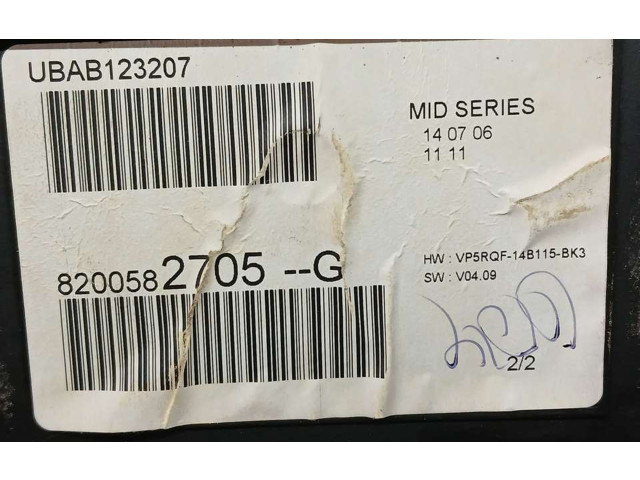 UBAB123207
MID SERIES
14 07 06
11 11
8200582705 --G
HW : VP5RQF-14B115-BK3
SW : V04.09
2/2